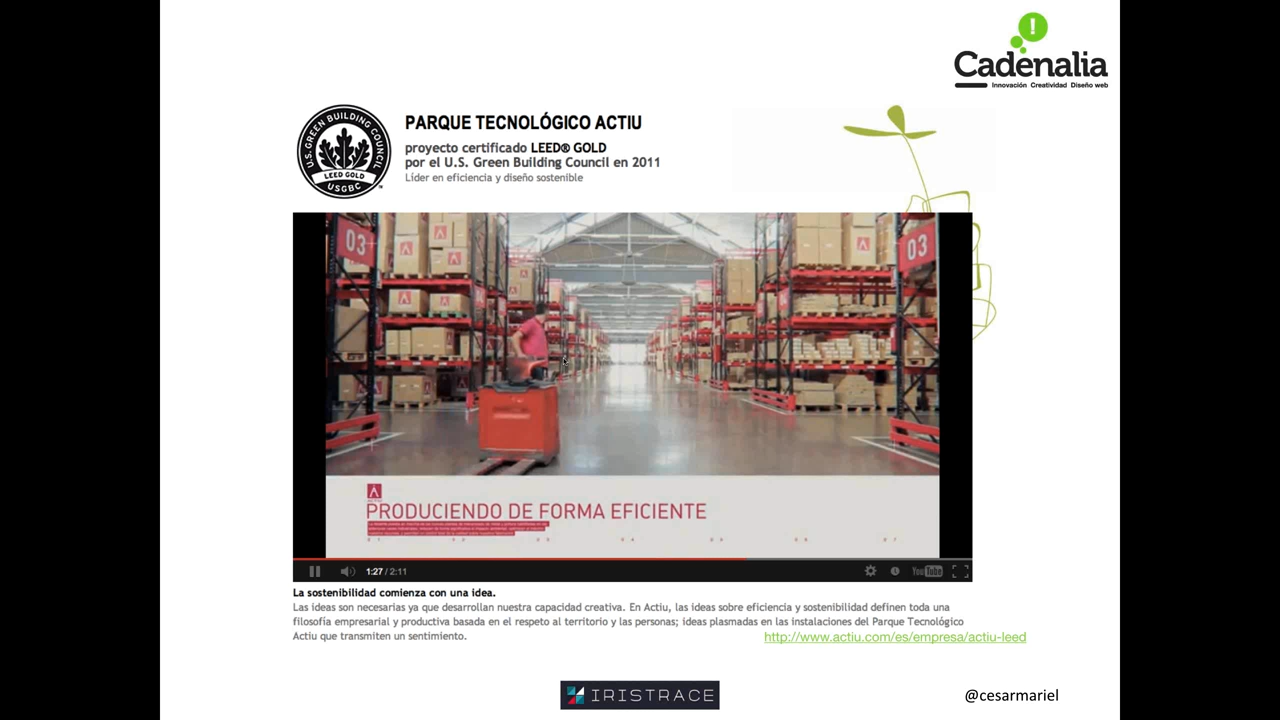 !
Cadenalia
Innovación Creatividad Diseño web
U.S. GREEN BUILDING COUNCIL
LEED GOLD
USGBC
PARQUE TECNOLÓGICO ACTIU
proyecto certificado LEED® GOLD
por el U.S. Green Building Council en 2011
Líder en eficiencia y diseño sostenible
03
03
PRODUCIENDO DE FORMA EFICIENTE
1:27 / 2:11
YouTube
La sostenibilidad comienza con una idea.
Las ideas son necesarias ya que desarrollan nuestra capacidad creativa. En Actiu, las ideas sobre eficiencia y sostenibilidad definen toda una
filosofía empresarial y productiva basada en el respeto al territorio y las personas; ideas plasmadas en las instalaciones del Parque Tecnológico
Actiu que transmiten un sentimiento.
http://www.actiu.com/es/empresa/actiu-leed
IRISTRACE
@cesarmariel